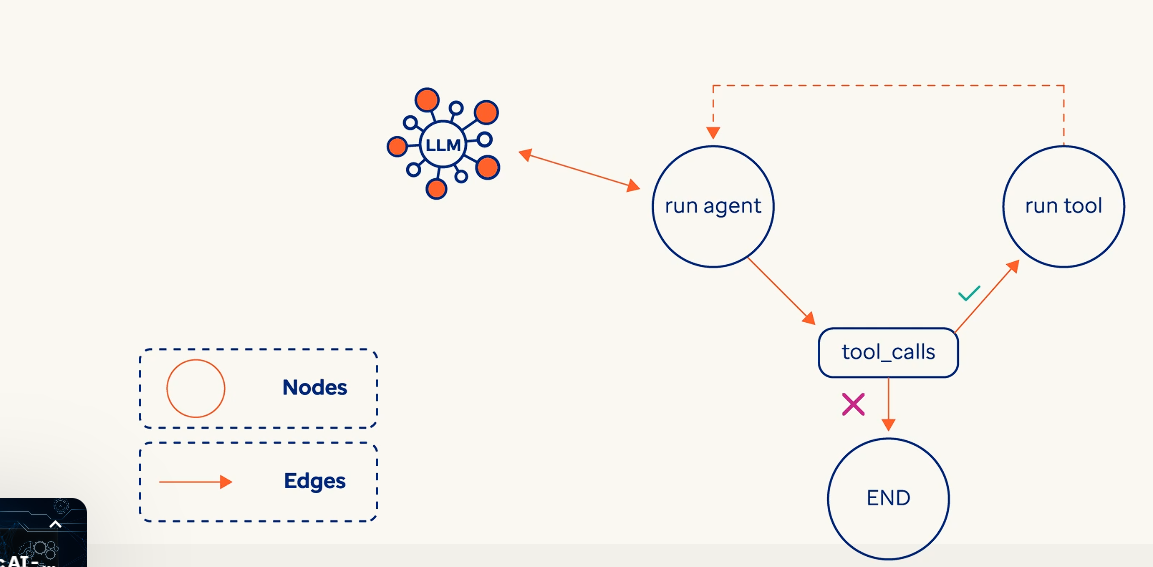 LLM
run agent
run tool
tool_calls
Nodes
Edges
END